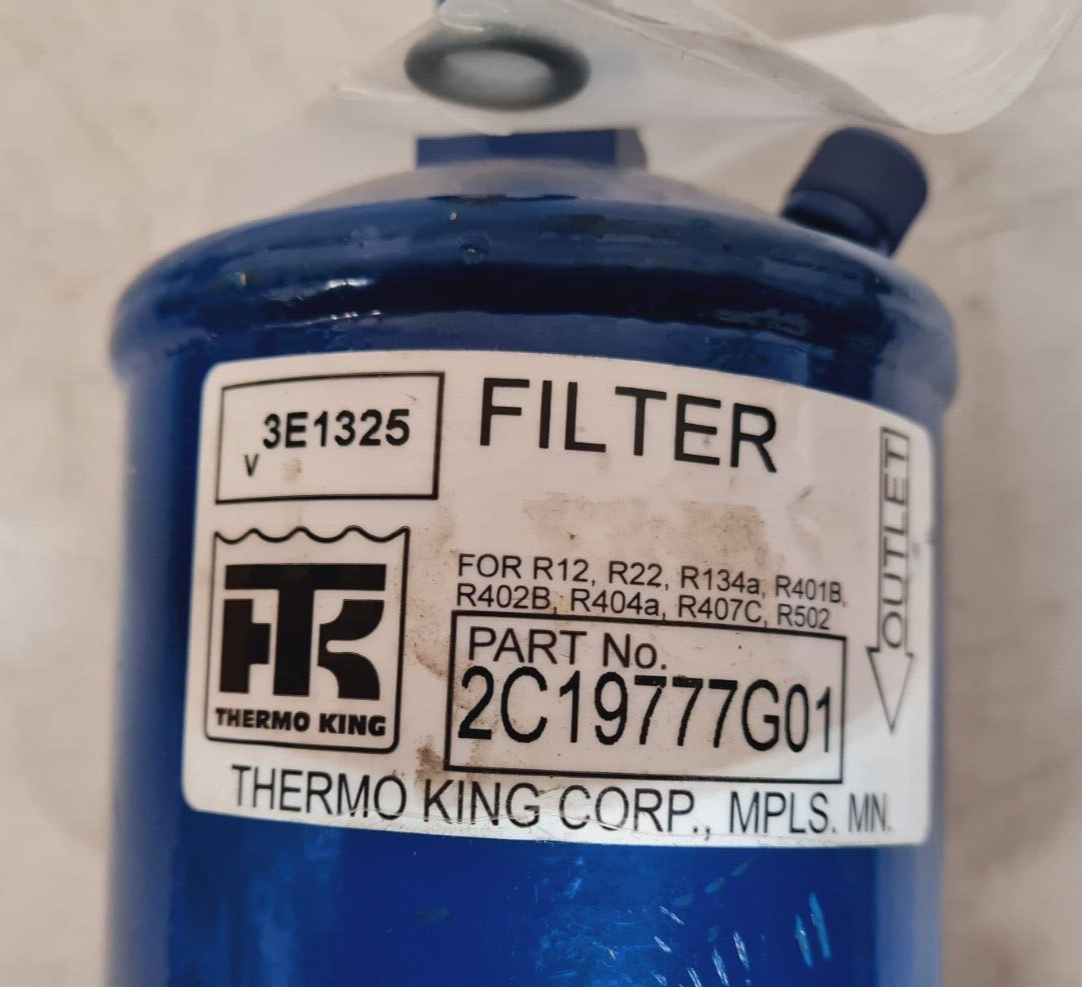 3E1325
V
FILTER
OUTLET
FOR R12, R22, R134a, R401B,
R402B, R404a, R407C, R502
PART No.
2C19777G01
TK
THERMO KING
THERMO KING CORP., MPLS. MN.